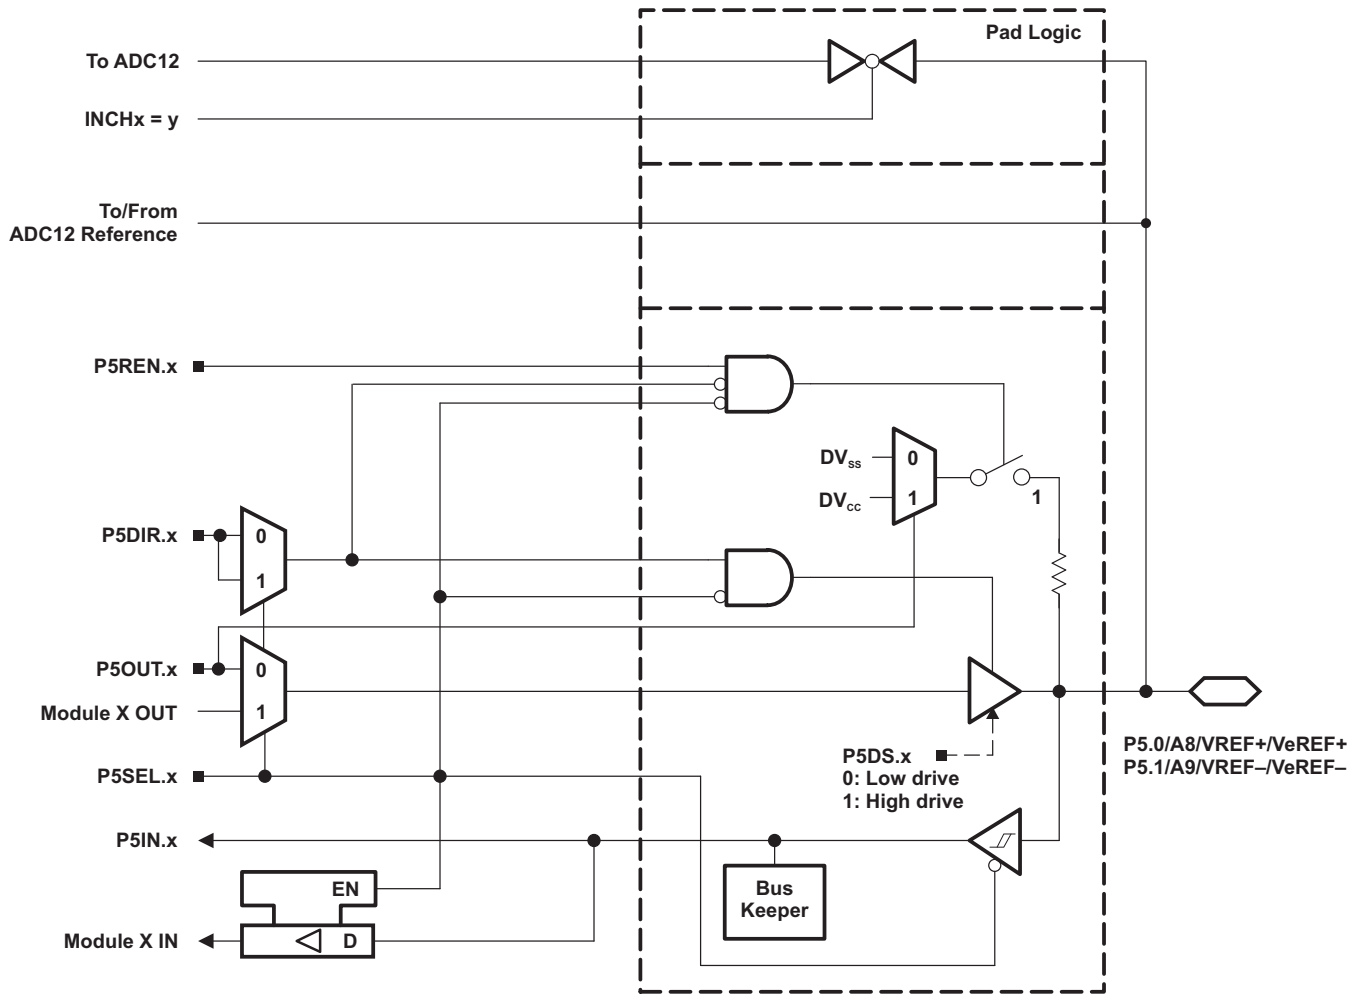 Pad Logic
To ADC12
INCHx = y
To/From
ADC12 Reference
P5REN.x
DVss
0
DVcc
1
1
P5DIR.x
0
1
P5OUT.x
0
Module X OUT
1
P5DS.x
0: Low drive
1: High drive
P5.0/A8/VREF+/VeREF+
P5.1/A9/VREF–/VeREF–
P5SEL.x
P5IN.x
Bus
Keeper
EN
Module X IN
D